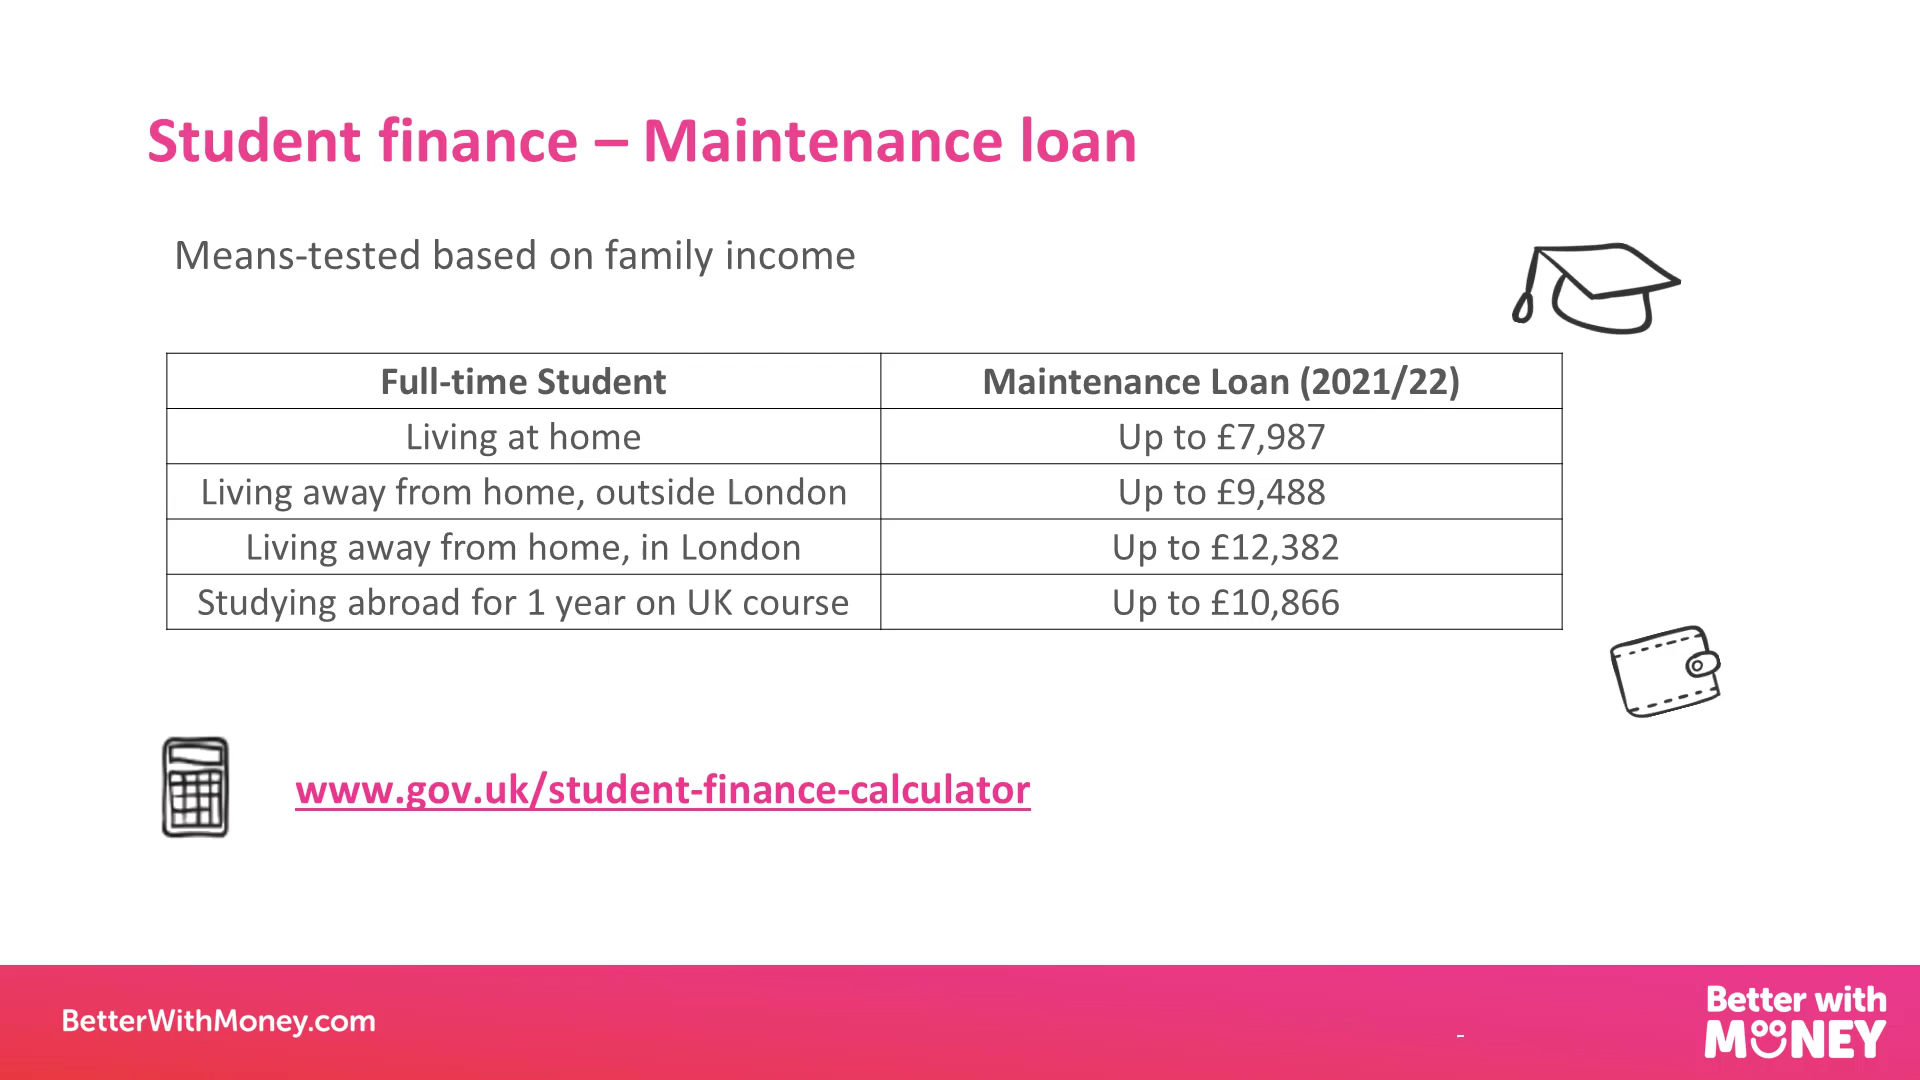 Student finance – Maintenance loan
Means-tested based on family income
Full-time Student
Maintenance Loan (2021/22)
Living at home
Up to £7,987
Living away from home, outside London
Up to £9,488
Living away from home, in London
Up to £12,382
Studying abroad for 1 year on UK course
Up to £10,866
www.gov.uk/student-finance-calculator
BetterWithMoney.com
-
Better with
MONEY